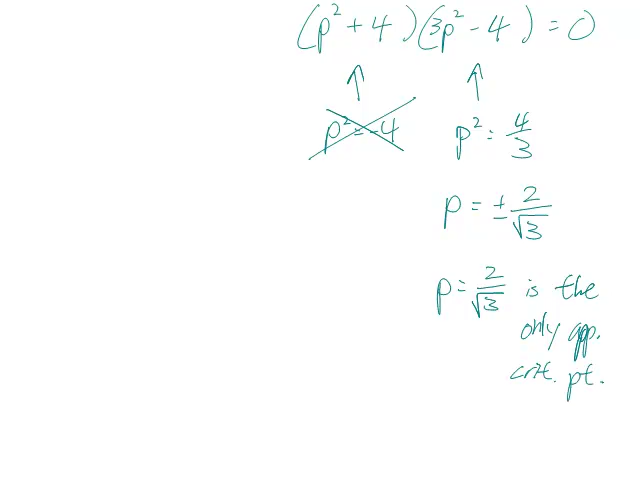 (p² + 4)(3p² - 4) = 0
↑ ↑
p² = -4 p² = 4/3
p = ± 2/√3
p = 2/√3 is the
only app.
crit. pt.